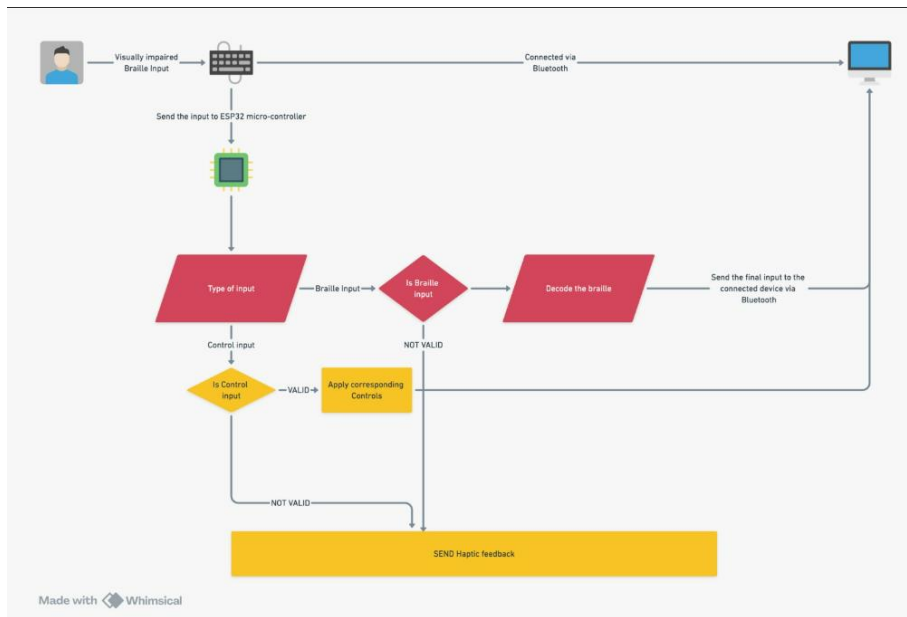 Visually impaired
Braille Input
Connected via
Bluetooth
Send the input to ESP32 micro-controller
Type of input
Braille Input
Is Braille
input
Decode the braille
Send the final input to the
connected device via
Bluetooth
Control input
NOT VALID
Is Control
input
VALID
Apply corresponding
Controls
NOT VALID
SEND Haptic feedback
Made with Whimsical